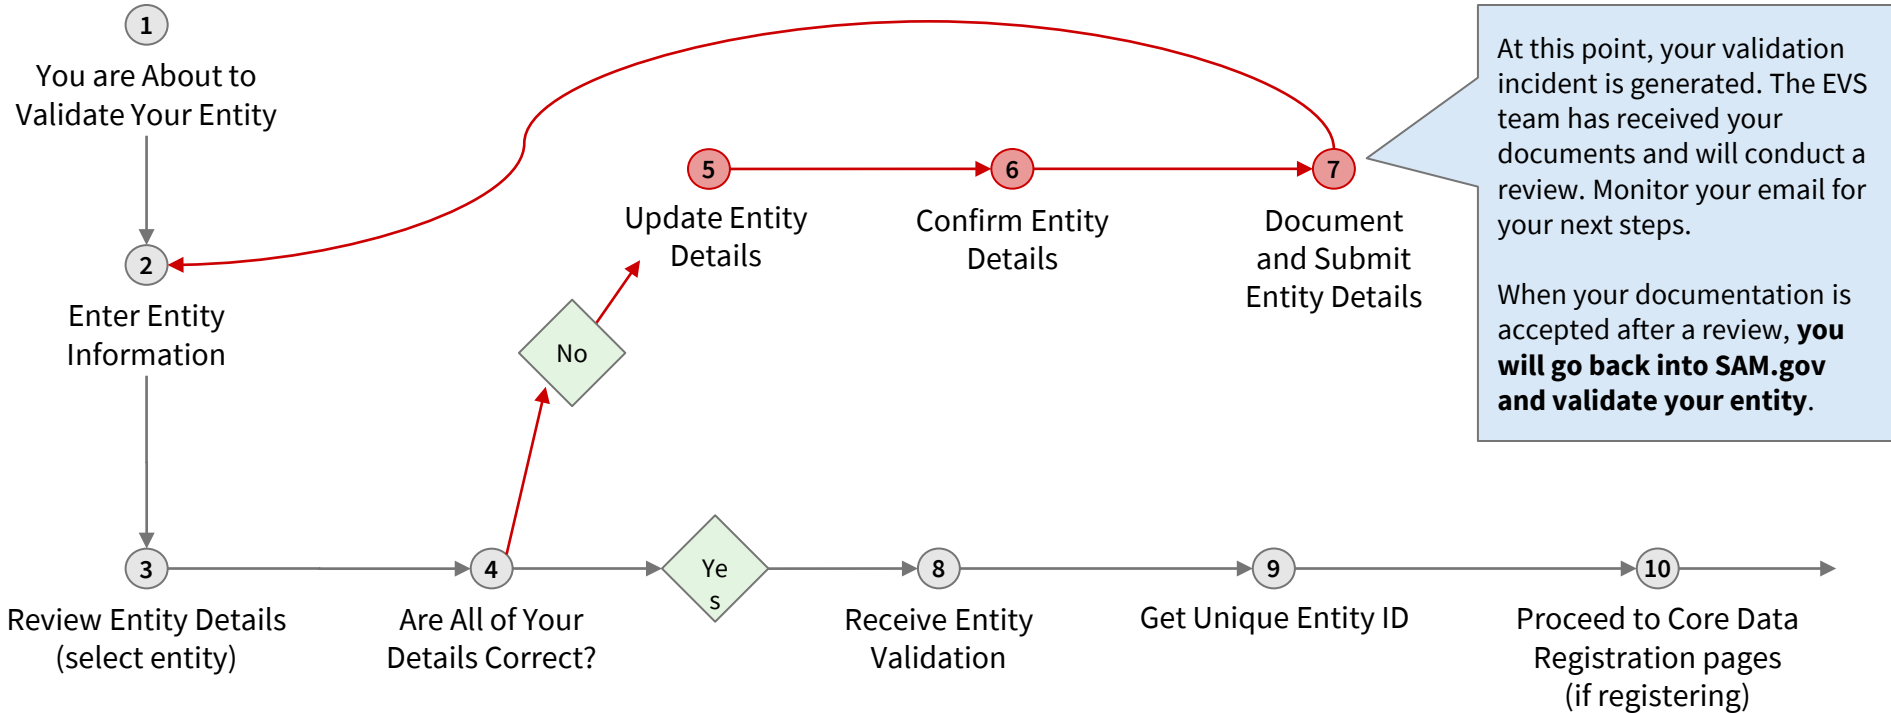 1
You are About to
Validate Your Entity
2
Enter Entity
Information
3
Review Entity Details
(select entity)
4
Are All of Your
Details Correct?
No
5
Update Entity
Details
6
Confirm Entity
Details
7
Document
and Submit
Entity Details
At this point, your validation
incident is generated. The EVS
team has received your
documents and will conduct a
review. Monitor your email for
your next steps.
When your documentation is
accepted after a review, you
will go back into SAM.gov
and validate your entity.
Ye
s
8
Receive Entity
Validation
9
Get Unique Entity ID
10
Proceed to Core Data
Registration pages
(if registering)